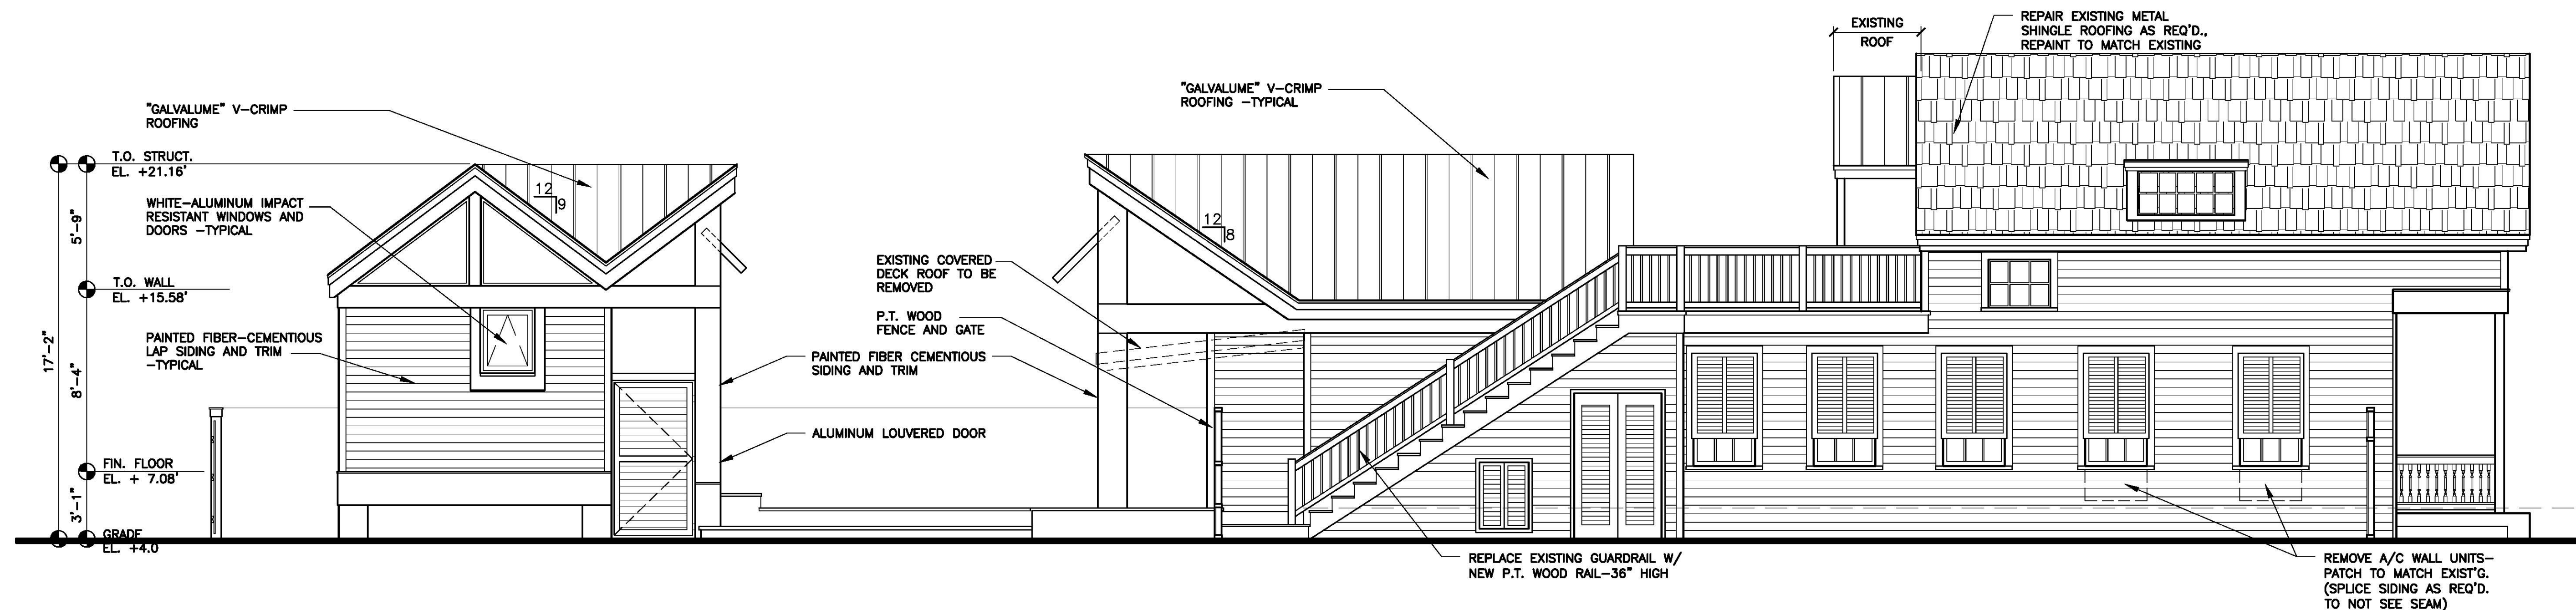 "GALVALUME" V-CRIMP
ROOFING
T.O. STRUCT.
EL. +21.16'
WHITE-ALUMINUM IMPACT
RESISTANT WINDOWS AND
DOORS -TYPICAL
T.O. WALL
EL. +15.58'
PAINTED FIBER-CEMENTIOUS
LAP SIDING AND TRIM
-TYPICAL
FIN. FLOOR
EL. + 7.08'
GRADE
EL. +4.0
17'-2"
5'-9"
8'-4"
3'-1"
12
9
PAINTED FIBER CEMENTIOUS
SIDING AND TRIM
ALUMINUM LOUVERED DOOR
EXISTING COVERED
DECK ROOF TO BE
REMOVED
P.T. WOOD
FENCE AND GATE
"GALVALUME" V-CRIMP
ROOFING -TYPICAL
12
8
REPLACE EXISTING GUARDRAIL W/
NEW P.T. WOOD RAIL-36" HIGH
EXISTING
ROOF
REPAIR EXISTING METAL
SHINGLE ROOFING AS REQ'D.,
REPAINT TO MATCH EXISTING
REMOVE A/C WALL UNITS-
PATCH TO MATCH EXIST'G.
(SPLICE SIDING AS REQ'D.
TO NOT SEE SEAM)